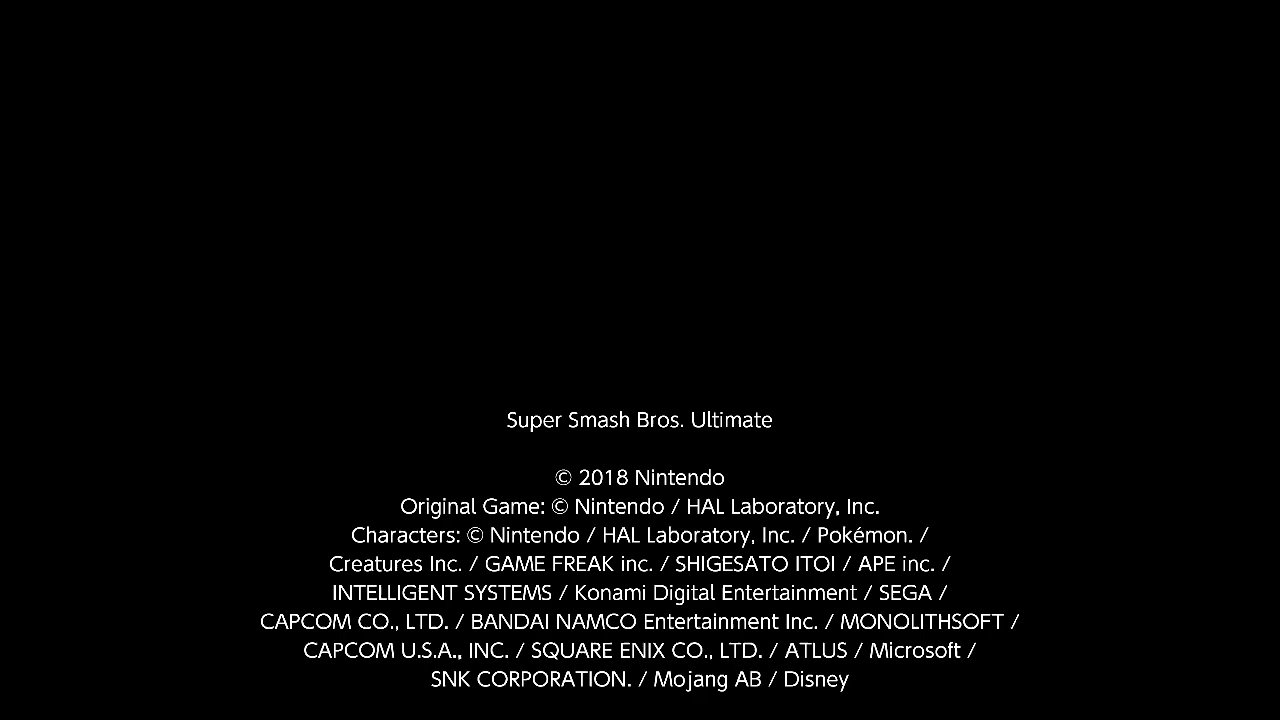 Super Smash Bros. Ultimate
© 2018 Nintendo
Original Game: © Nintendo / HAL Laboratory, Inc.
Characters: © Nintendo / HAL Laboratory, Inc. / Pokémon. /
Creatures Inc. / GAME FREAK inc. / SHIGESATO ITOI / APE inc. /
INTELLIGENT SYSTEMS / Konami Digital Entertainment / SEGA /
CAPCOM CO., LTD. / BANDAI NAMCO Entertainment Inc. / MONOLITHSOFT /
CAPCOM U.S.A., INC. / SQUARE ENIX CO., LTD. / ATLUS / Microsoft /
SNK CORPORATION. / Mojang AB / Disney